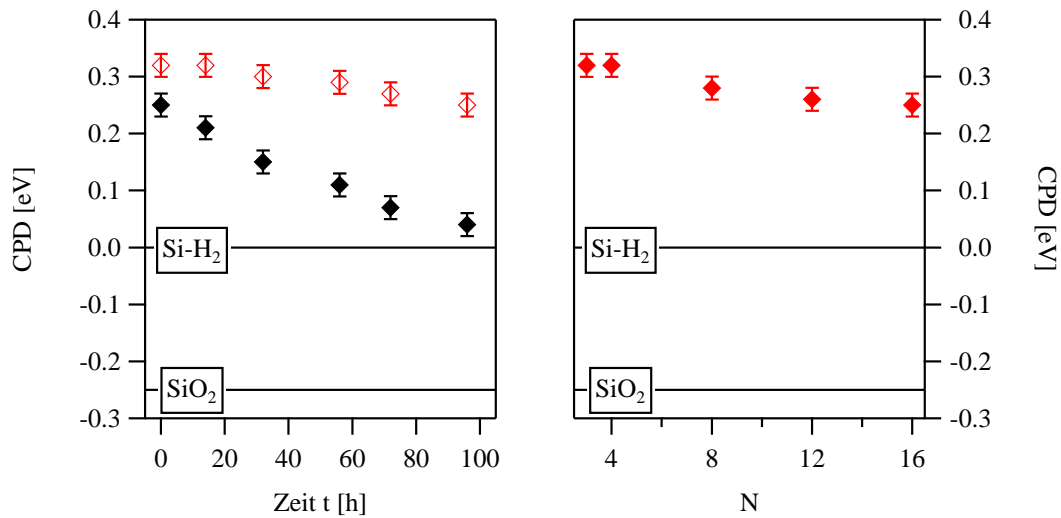 0.4
0.3
0.2
0.1
0.0
-0.1
-0.2
-0.3
CPD [eV]
Si-H₂
SiO₂
0 20 40 60 80 100
Zeit t [h]
0.4
0.3
0.2
0.1
0.0
-0.1
-0.2
-0.3
CPD
[eV]
Si-H₂
SiO₂
4 8 12 16
N